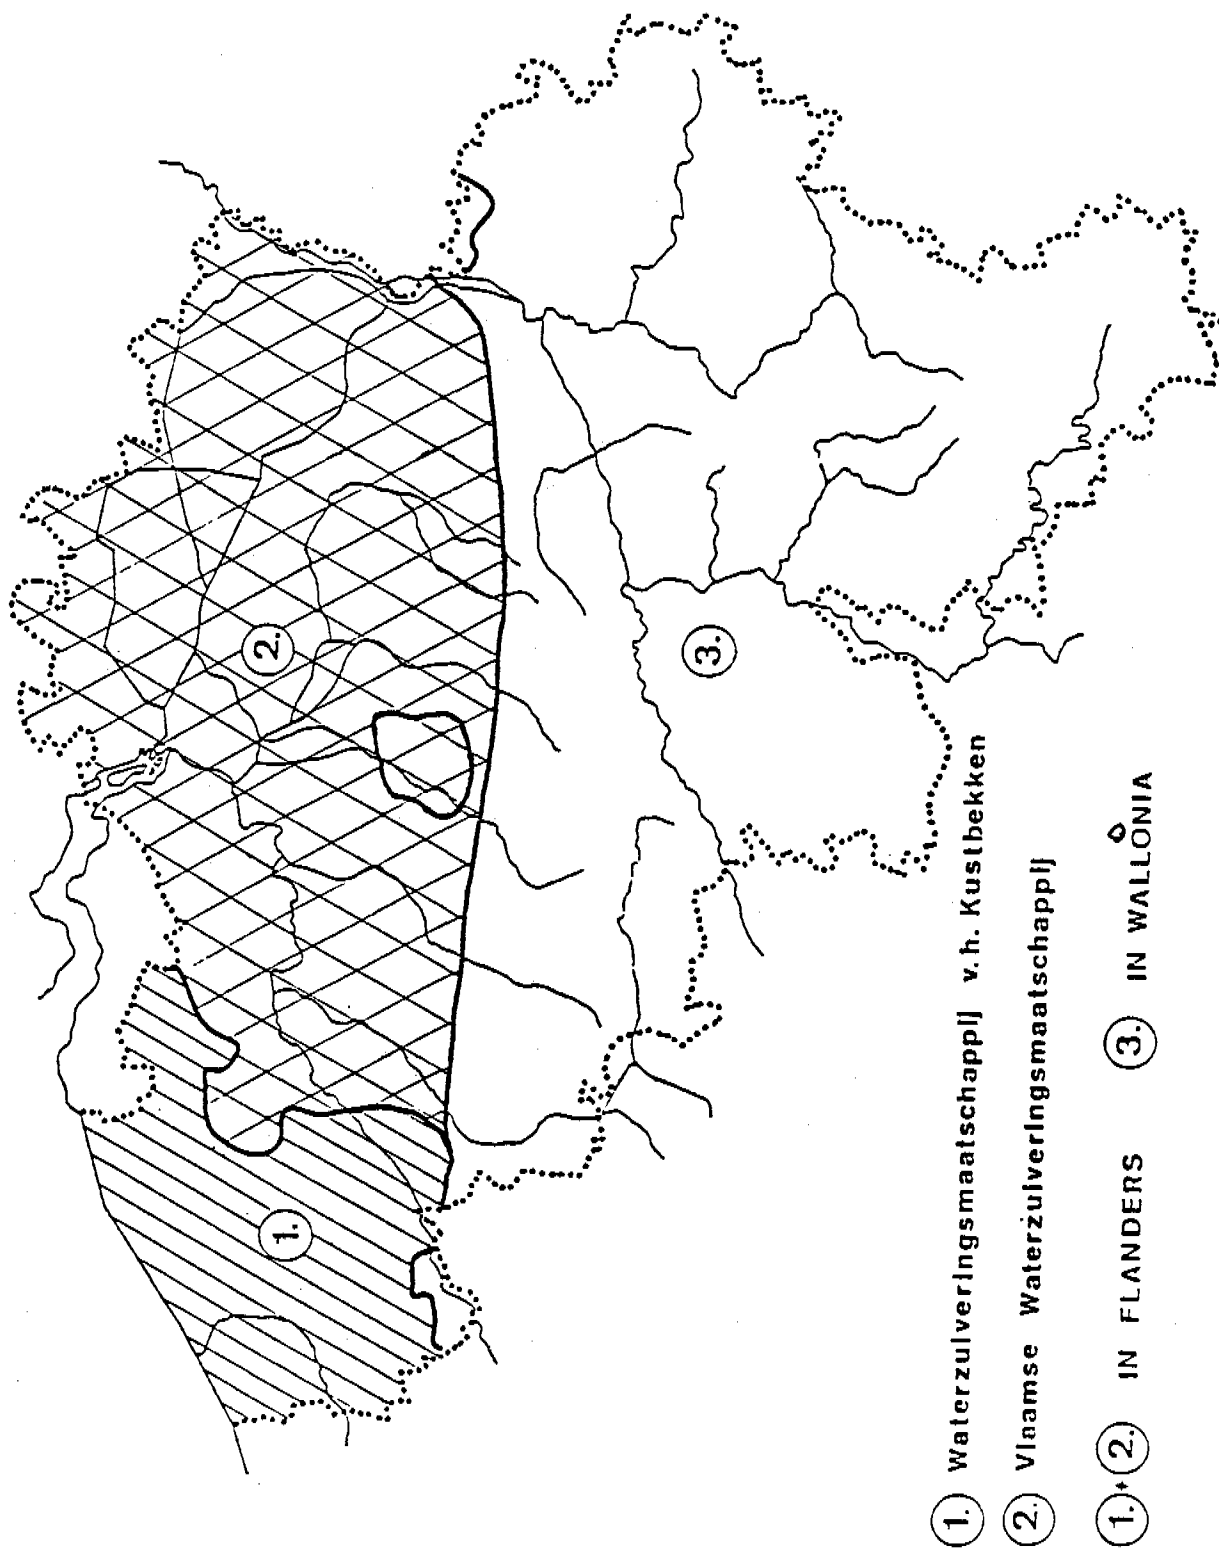 1.
2.
3.
1. Waterzuiveringsmaatschappij v.h. Kustbekken
2. Vlaamse Waterzuiveringsmaatschappij
1.+2. IN FLANDERS 3. IN WALLONIA